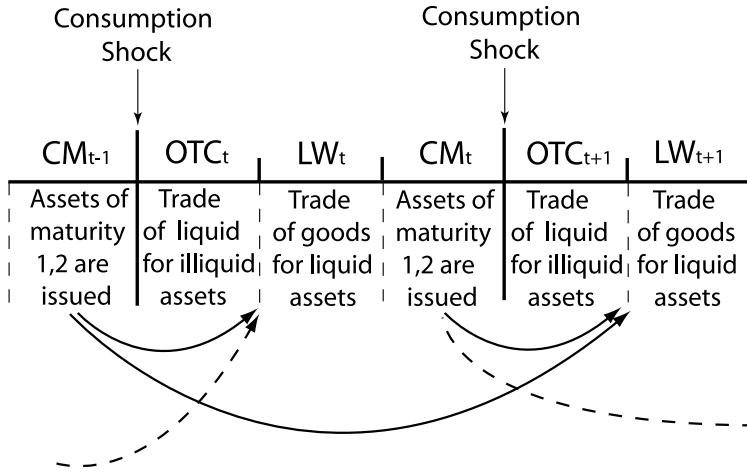 Consumption
Shock
Consumption
Shock
CMt-1
OTCt
LWt
CMt
OTCt+1
LWt+1
Assets of
maturity
1,2 are
issued
Trade
of liquid
for illiquid
assets
Trade
of goods
for liquid
assets
Assets of
maturity
1,2 are
issued
Trade
of liquid
for illiquid
assets
Trade
of goods
for liquid
assets